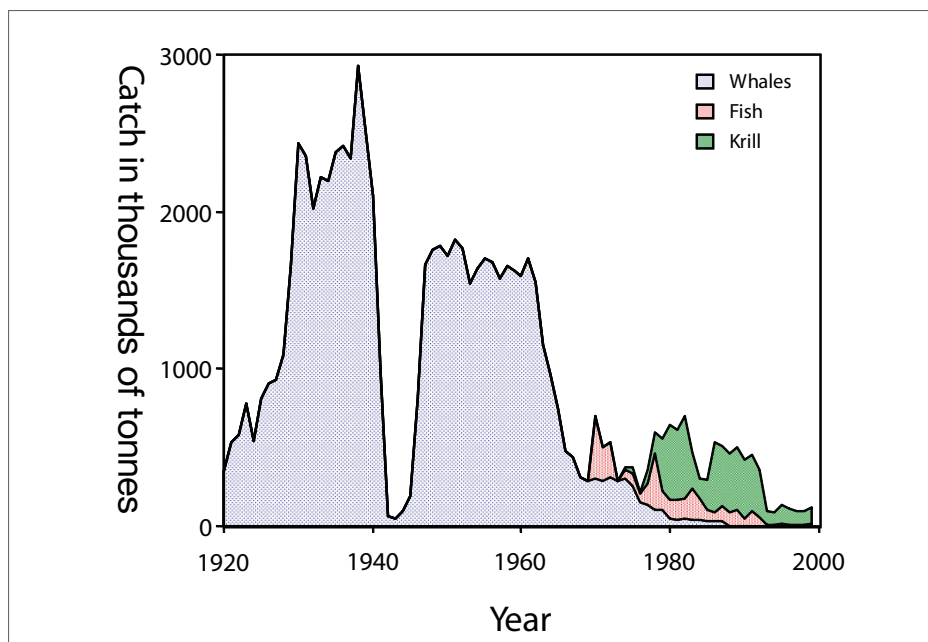 Catch in thousands of tonnes
3000
2000
1000
0
Whales
Fish
Krill
1920
1940
1960
1980
2000
Year